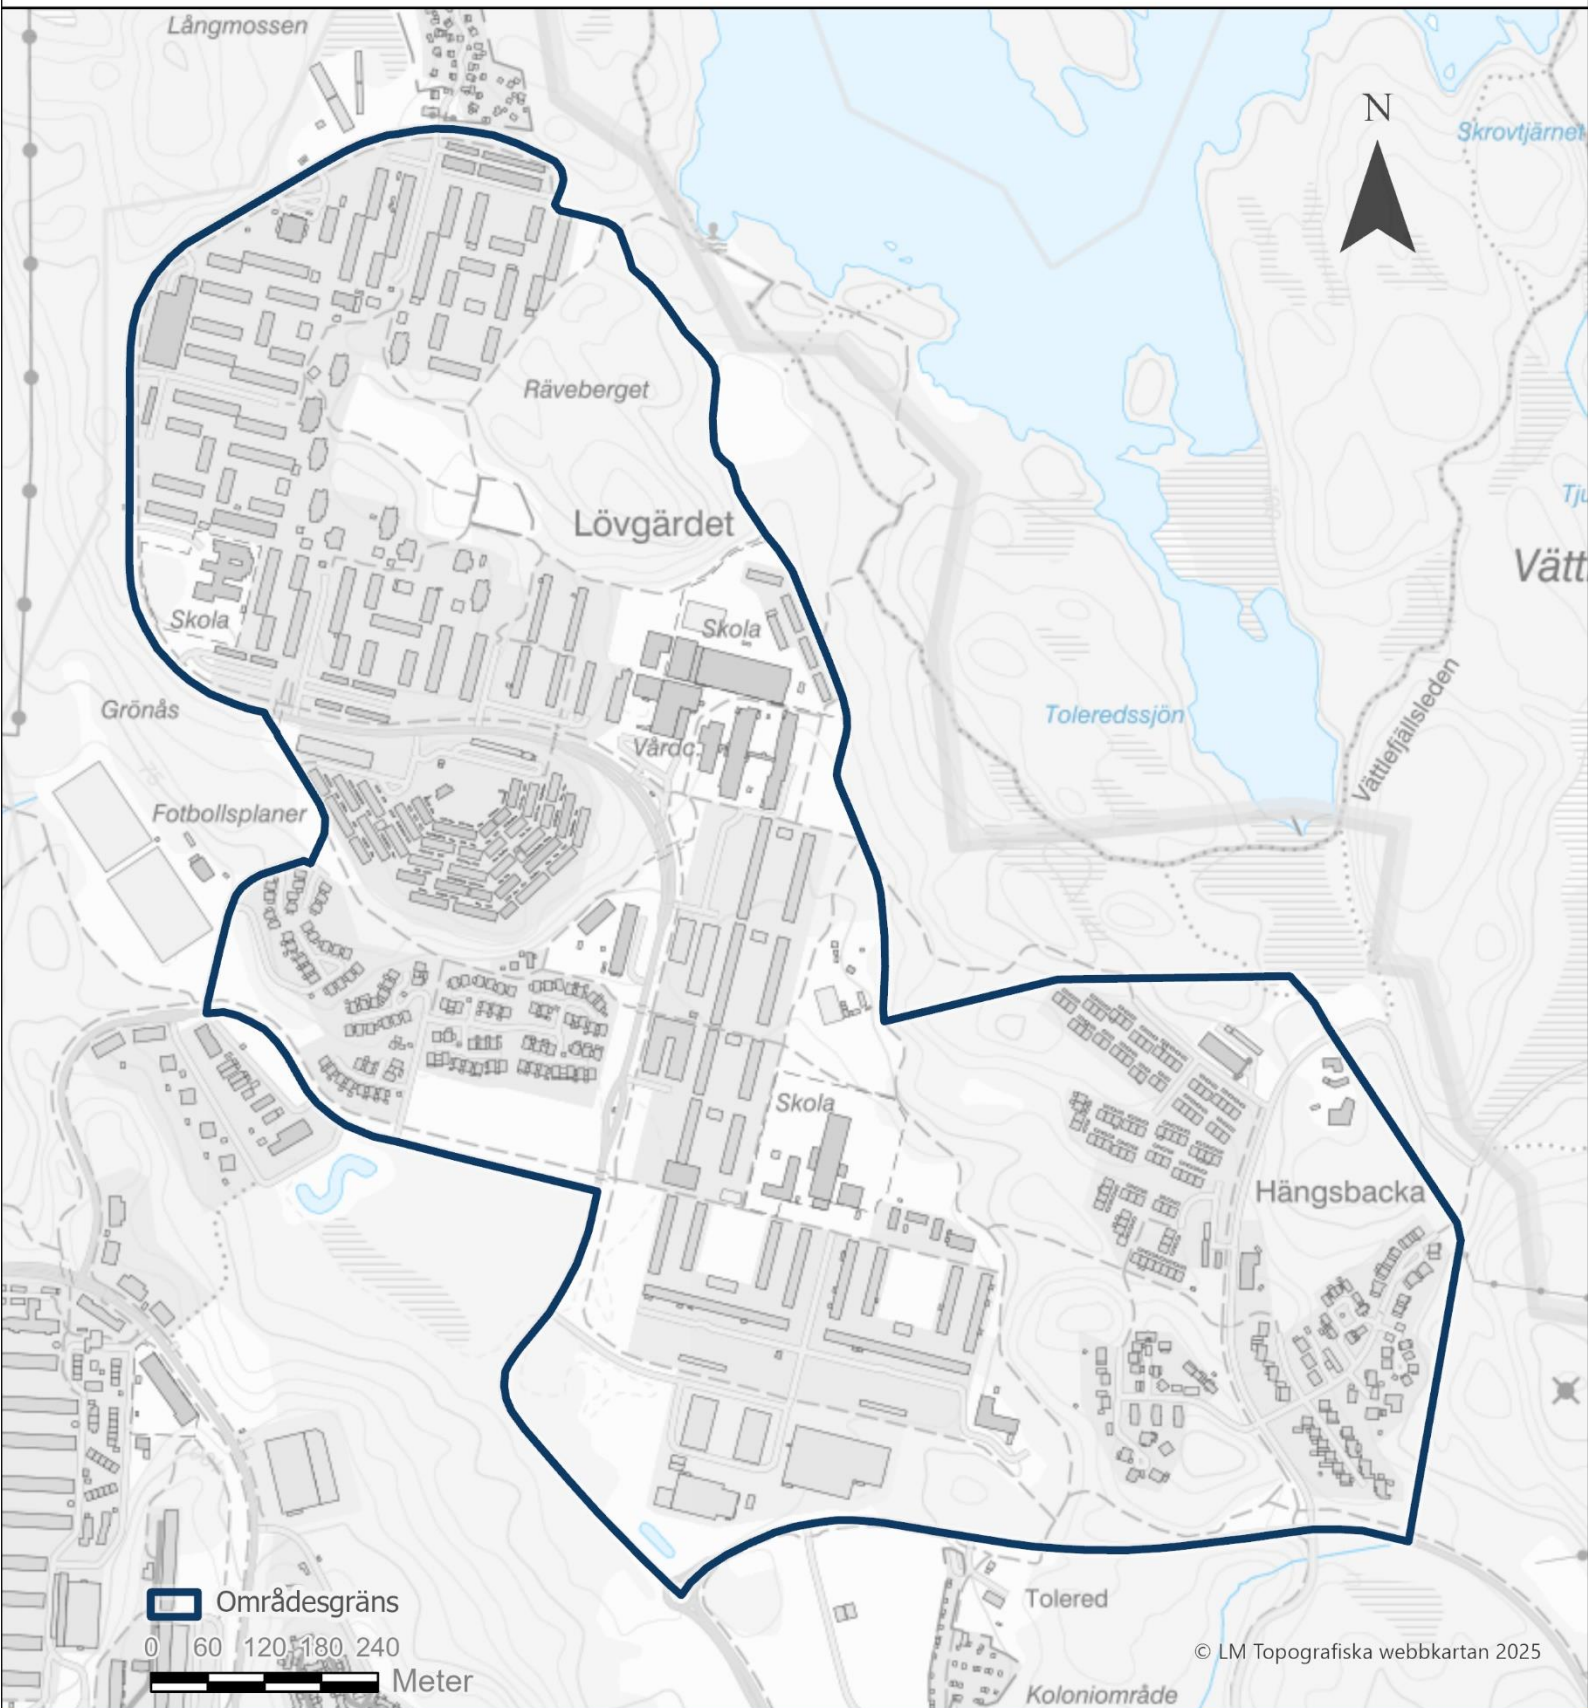 Långmossen
N
Skrovtjärnet
Räveberget
Lövgärdet
Vätt
Skola
Skola
Grönås
Toleredssjön
Vårdc.
Vättlefjällsleden
Fotbollsplaner
Skola
Hängsbacka
Områdesgräns
Tolered
0 60 120 180 240
Meter
© LM Topografiska webbkartan 2025
Koloniområde